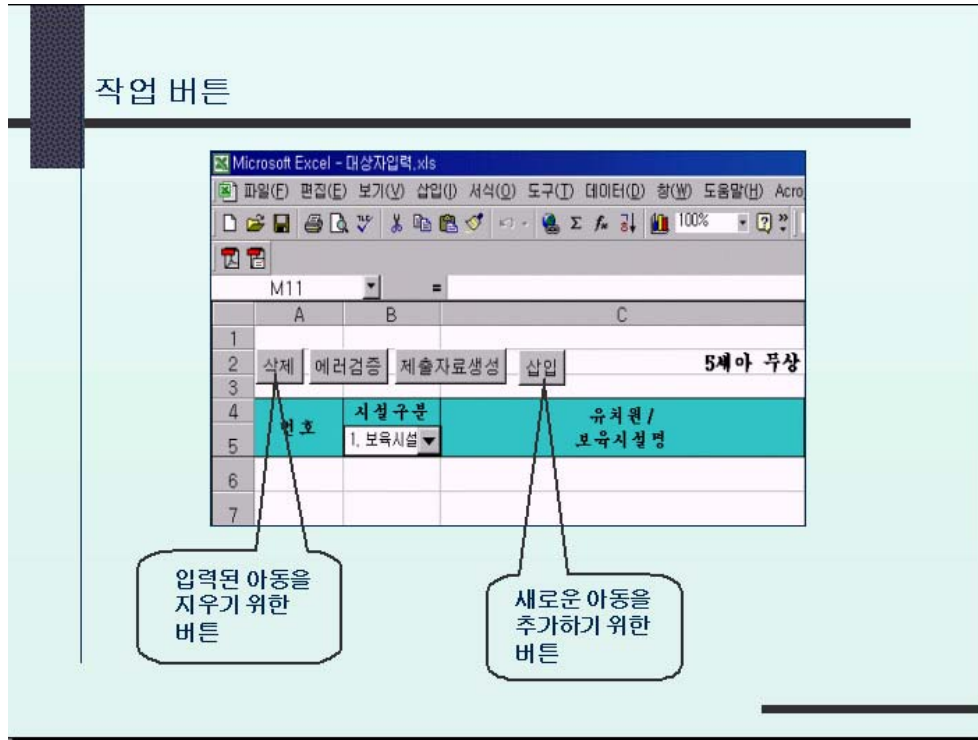 작업 버튼
Microsoft Excel - 대상자입력.xls
파일(F) 편집(E) 보기(V) 삽입(I) 서식(O) 도구(T) 데이터(D) 창(W) 도움말(H) Acro
100%
M11 =
A B C
1
2 삭제 에러검증 제출자료생성 삽입 5세아 무상
3
4 번호 시설구분 유치원/
5 1. 보육시설 보육시설명
6
7
입력된 아동을
지우기 위한
버튼
새로운 아동을
추가하기 위한
버튼